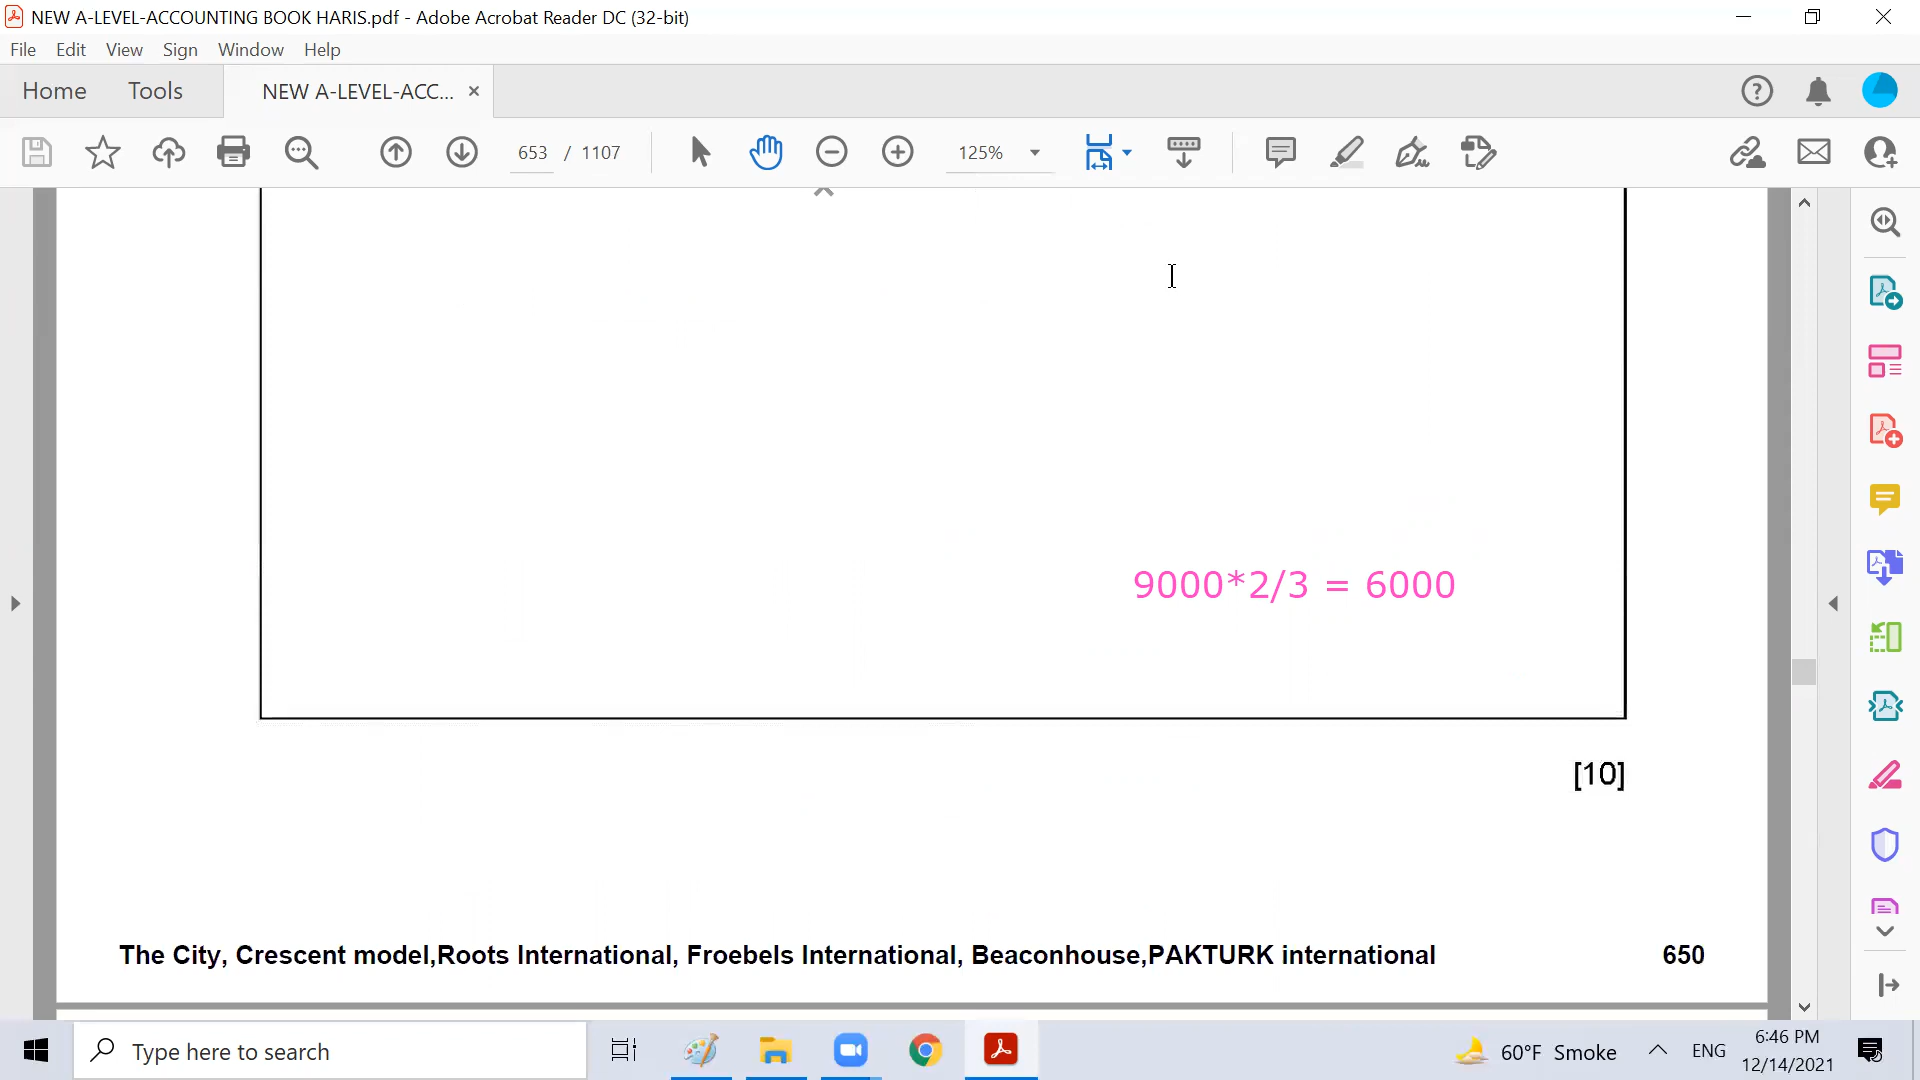 NEW A-LEVEL-ACCOUNTING BOOK HARIS.pdf - Adobe Acrobat Reader DC (32-bit)
File Edit View Sign Window Help
Home Tools NEW A-LEVEL-ACC... ×
653 / 1107 125%
9000*2/3 = 6000
[10]
The City, Crescent model,Roots International, Froebels International, Beaconhouse,PAKTURK international 650
Type here to search
60°F Smoke
ENG
6:46 PM
12/14/2021